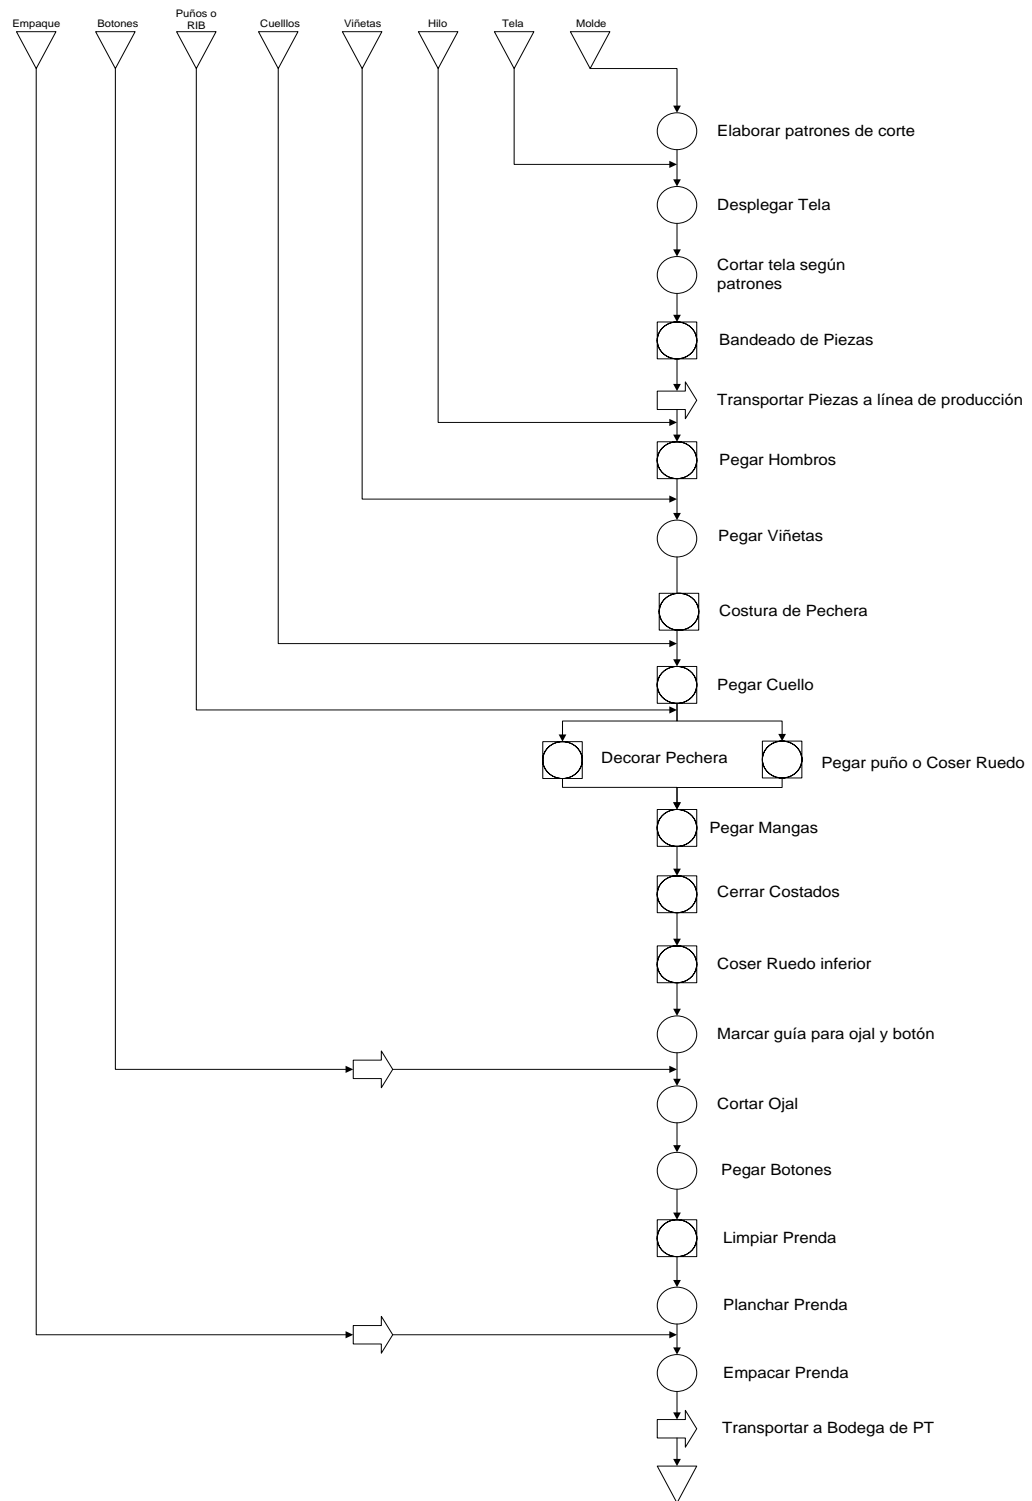 Empaque
Botones
Puños o
RIB
Cuelllos
Viñetas
Hilo
Tela
Molde
Elaborar patrones de corte
Desplegar Tela
Cortar tela según
patrones
Bandeado de Piezas
Transportar Piezas a línea de producción
Pegar Hombros
Pegar Viñetas
Costura de Pechera
Pegar Cuello
Decorar Pechera
Pegar puño o Coser Ruedo
Pegar Mangas
Cerrar Costados
Coser Ruedo inferior
Marcar guía para ojal y botón
Cortar Ojal
Pegar Botones
Limpiar Prenda
Planchar Prenda
Empacar Prenda
Transportar a Bodega de PT